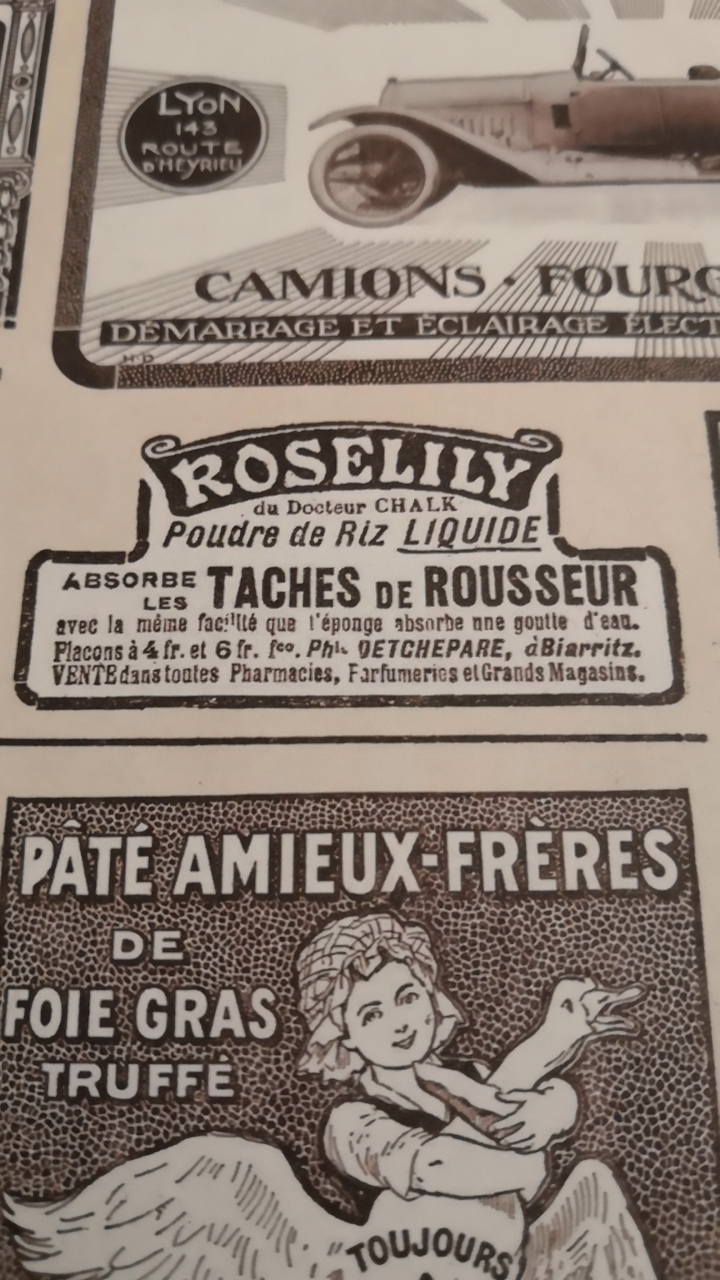 LYON
143
ROUTE
D'HEYRIEU
CAMIONS · FOURG
DÉMARRAGE ET ÉCLAIRAGE ÉLECT
H·D
ROSELILY
du Docteur CHALK
Poudre de Riz LIQUIDE
ABSORBE LES TACHES DE ROUSSEUR
avec la même facilité que l'éponge absorbe une goutte d'eau.
Flacons à 4 fr. et 6 fr. fco. Phie. DETCHEPARE, à Biarritz.
VENTE dans toutes Pharmacies, Parfumeries et Grands Magasins.
PÂTÉ AMIEUX-FRÈRES
DE
FOIE GRAS
TRUFFÉ
TOUJOURS